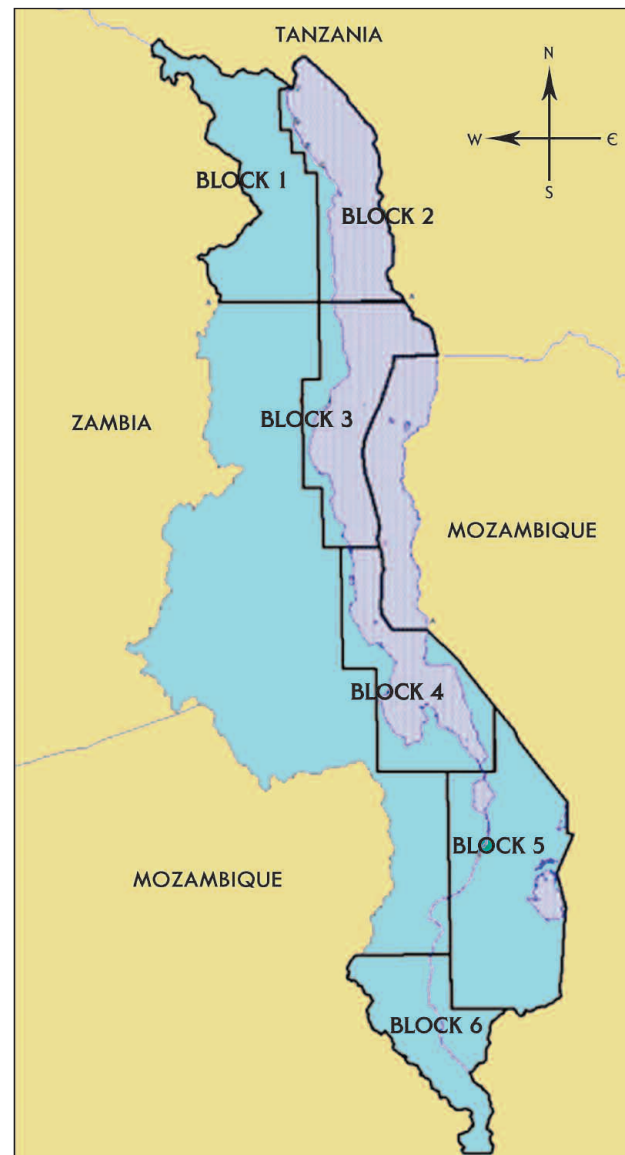 TANZANIA
N
W
E
S
BLOCK 1
BLOCK 2
ZAMBIA
BLOCK 3
MOZAMBIQUE
BLOCK 4
BLOCK 5
MOZAMBIQUE
BLOCK 6